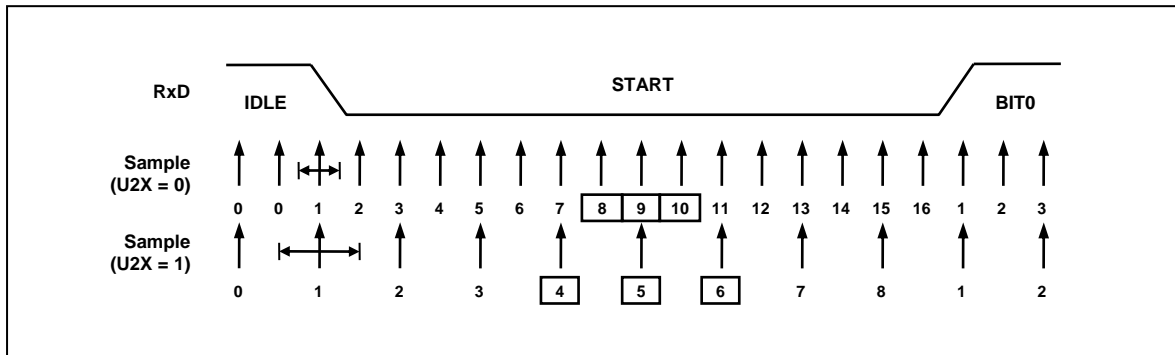 RxD
IDLE
START
BIT0
Sample
(U2X = 0)
0 0 1 2 3 4 5 6 7 8 9 10 11 12 13 14 15 16 1 2 3
Sample
(U2X = 1)
0 1 2 3 4 5 6 7 8 1 2